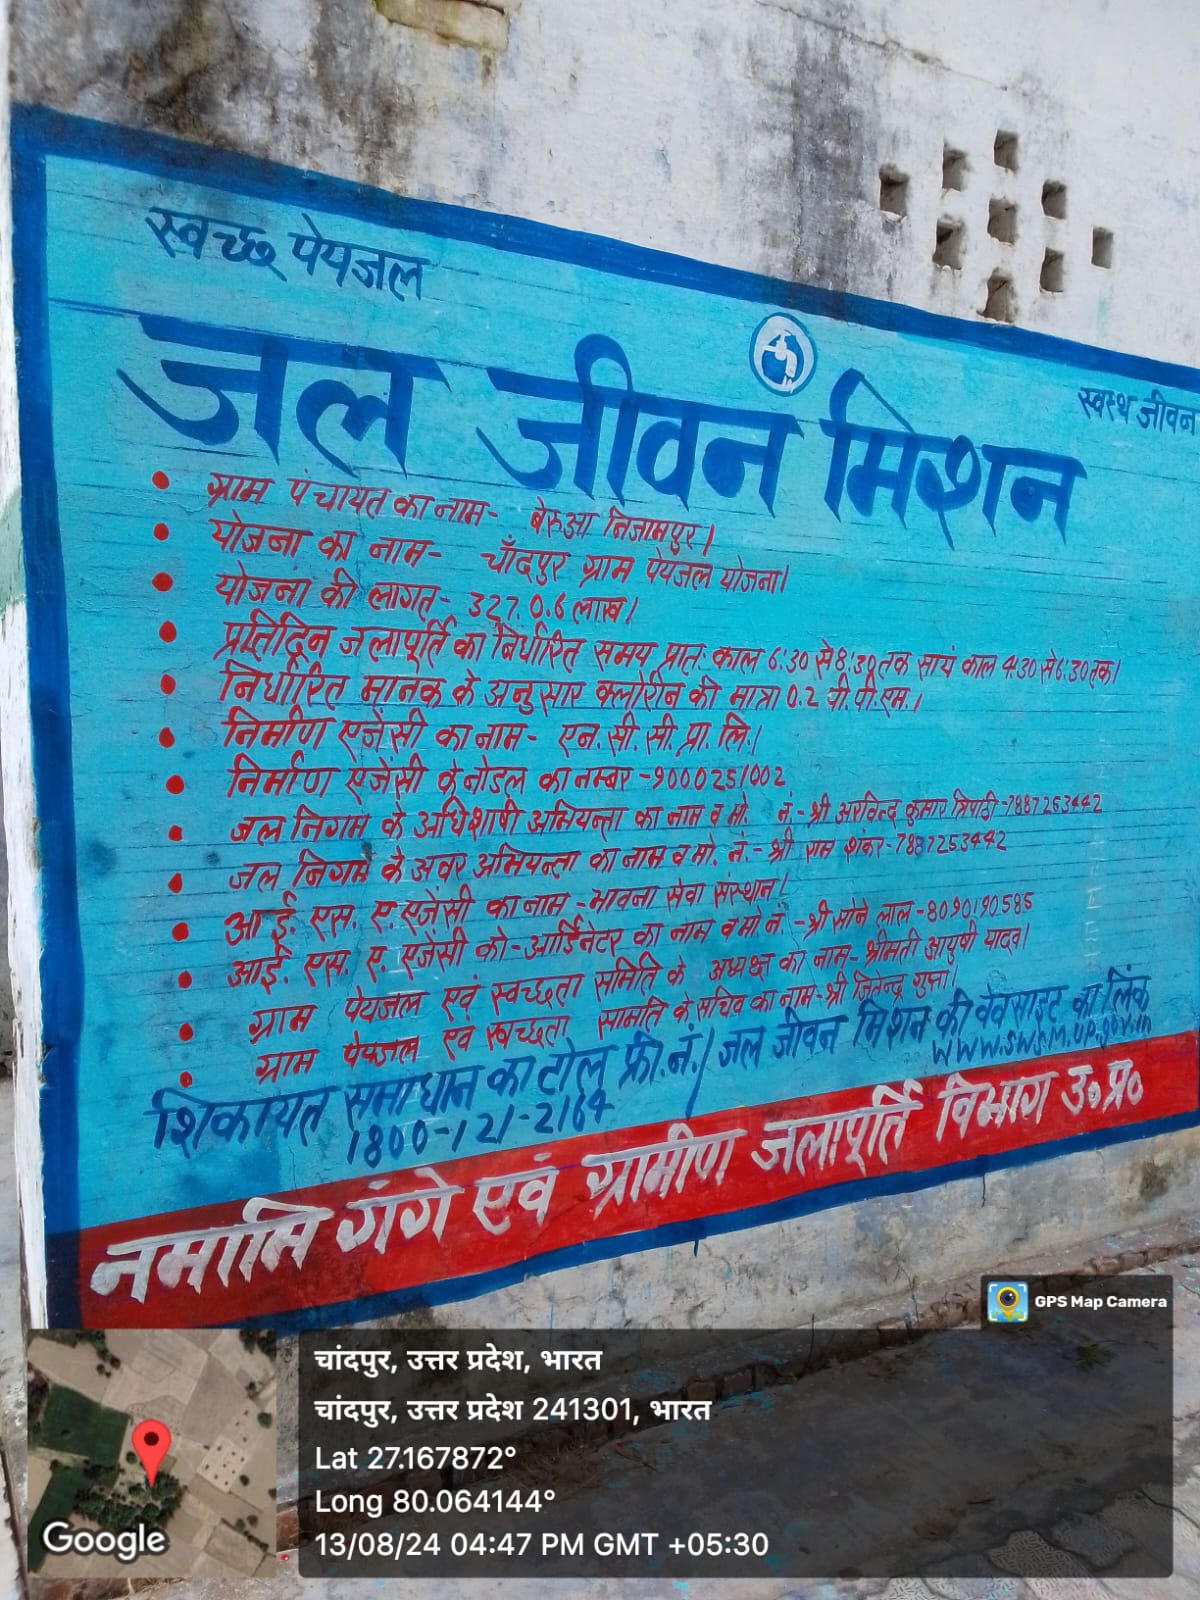 स्वच्छ पेयजल
जल जीवन मिशन
स्वस्थ जीवन
ग्राम पंचायत का नाम- बेरुआ निजामपुर।
योजना का नाम- चाँदपुर ग्राम पेयजल योजना।
योजना की लागत- 327.0.6 लाख।
प्रतिदिन जलापूर्ति का निर्धारित समय प्रातः काल 6:30 से 8:30 तक सायं काल 4:30 से 6:30 तक।
निर्धारित मानक के अनुसार क्लोरीन की मात्रा 0.2 पी.पी.एम.।
निर्माण एजेंसी का नाम- एन.सी.सी.प्रा.लि.।
निर्माण एजेंसी के नोडल का नम्बर -9000251002
जल निगम के अधिशाषी अभियन्ता का नाम व मो. नं.-श्री अरविन्द कुमार त्रिपाठी-7887253442
जल निगम के अवर अभियन्ता का नाम व मो. नं.- श्री राम शंकर-7887253442
आई. एस. ए. एजेंसी का नाम -भावना सेवा संस्थान।
आई. एस. ए. एजेंसी को-आर्डिनेटर का नाम व मो नं -श्री सोने लाल -8090190585
ग्राम पेयजल एवं स्वच्छता समिति के अध्यक्ष का नाम- श्रीमती आयुषी यादव।
ग्राम पेयजल एवं स्वच्छता समिति के सचिव का नाम-श्री जितेन्द्र गुप्ता।
शिकायत समाधान का टोल फ्री.नं.। जल जीवन मिशन की वेवसाइट का लिंक
1800-121-2164 www.swsm.up.gov.in
नमामि गंगे एवं ग्रामीण जलापूर्ति विभाग उ०प्र०
GPS Map Camera
चांदपुर, उत्तर प्रदेश, भारत
चांदपुर, उत्तर प्रदेश 241301, भारत
Lat 27.167872°
Long 80.064144°
13/08/24 04:47 PM GMT +05:30
Google